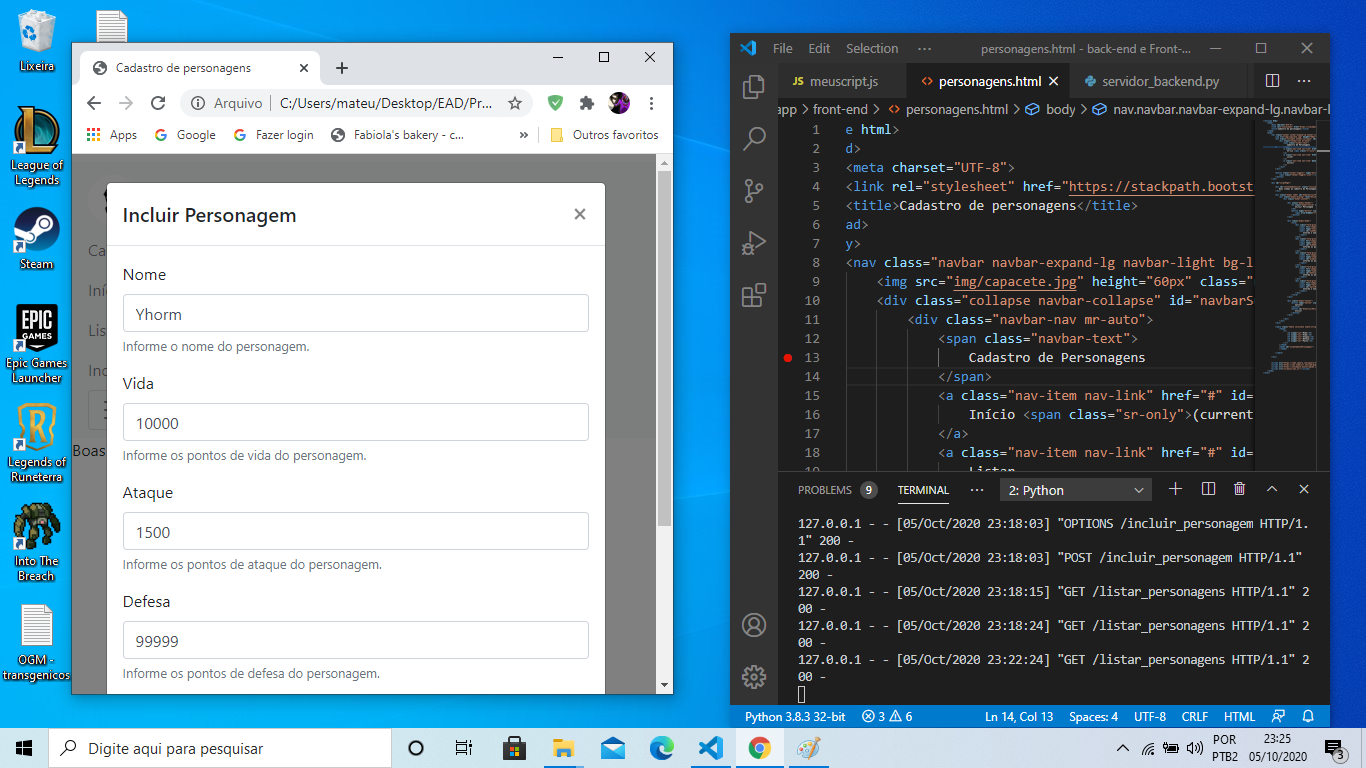 Lixeira
League of
Legends
Steam
EPIC
GAMES
Epic Games
Launcher
Legends of
Runeterra
Into The
Breach
OGM -
transgenicos
Cadastro de personagens
Arquivo
C:/Users/mateu/Desktop/EAD/Pr...
Apps
Google
Fazer login
Fabiola's bakery - c...
»
Outros favoritos
Incluir Personagem
×
Nome
Yhorm
Informe o nome do personagem.
Vida
10000
Informe os pontos de vida do personagem.
Ataque
1500
Informe os pontos de ataque do personagem.
Defesa
99999
Informe os pontos de defesa do personagem.
Ca
Iní
Lis
Inc
Boas
File Edit Selection ··· personagens.html - back-end e Front-...
JS meuscript.js
<> personagens.html
servidor_backend.py
app > front-end > <> personagens.html > body > nav.navbar.navbar-expand-lg.navbar-l
1 e html>
2 d>
3 <meta charset="UTF-8">
4 <link rel="stylesheet" href="https://stackpath.bootst
5 <title>Cadastro de personagens</title>
6 ad>
7 y>
8 <nav class="navbar navbar-expand-lg navbar-light bg-l
9 <img src="img/capacete.jpg" height="60px" class="
10 <div class="collapse navbar-collapse" id="navbarS
11 <div class="navbar-nav mr-auto">
12 <span class="navbar-text">
13 Cadastro de Personagens
14 </span>
15 <a class="nav-item nav-link" href="#" id=
16 Início <span class="sr-only">(current
17 </a>
18 <a class="nav-item nav-link" href="#" id=
19 Listar
PROBLEMS 9 TERMINAL ··· 2: Python
127.0.0.1 - - [05/Oct/2020 23:18:03] "OPTIONS /incluir_personagem HTTP/1.
1" 200 -
127.0.0.1 - - [05/Oct/2020 23:18:03] "POST /incluir_personagem HTTP/1.1"
200 -
127.0.0.1 - - [05/Oct/2020 23:18:15] "GET /listar_personagens HTTP/1.1" 2
00 -
127.0.0.1 - - [05/Oct/2020 23:18:24] "GET /listar_personagens HTTP/1.1" 2
00 -
127.0.0.1 - - [05/Oct/2020 23:22:24] "GET /listar_personagens HTTP/1.1" 2
00 -
Python 3.8.3 32-bit 3 6 Ln 14, Col 13 Spaces: 4 UTF-8 CRLF HTML
Digite aqui para pesquisar
POR
PTB2
23:25
05/10/2020
3